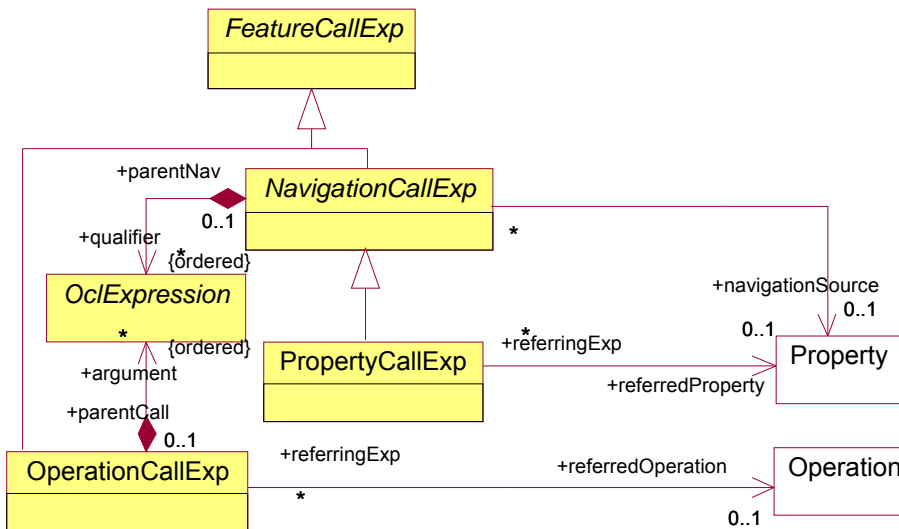 FeatureCallExp
+parentNav
NavigationCallExp
0..1
*
+qualifier
*
{ordered}
OclExpression
+navigationSource
0..1
*
{ordered}
*
+referringExp
0..1
Property
PropertyCallExp
+argument
+referredProperty
+parentCall
0..1
+referringExp
+referredOperation
Operation
OperationCallExp
*
0..1